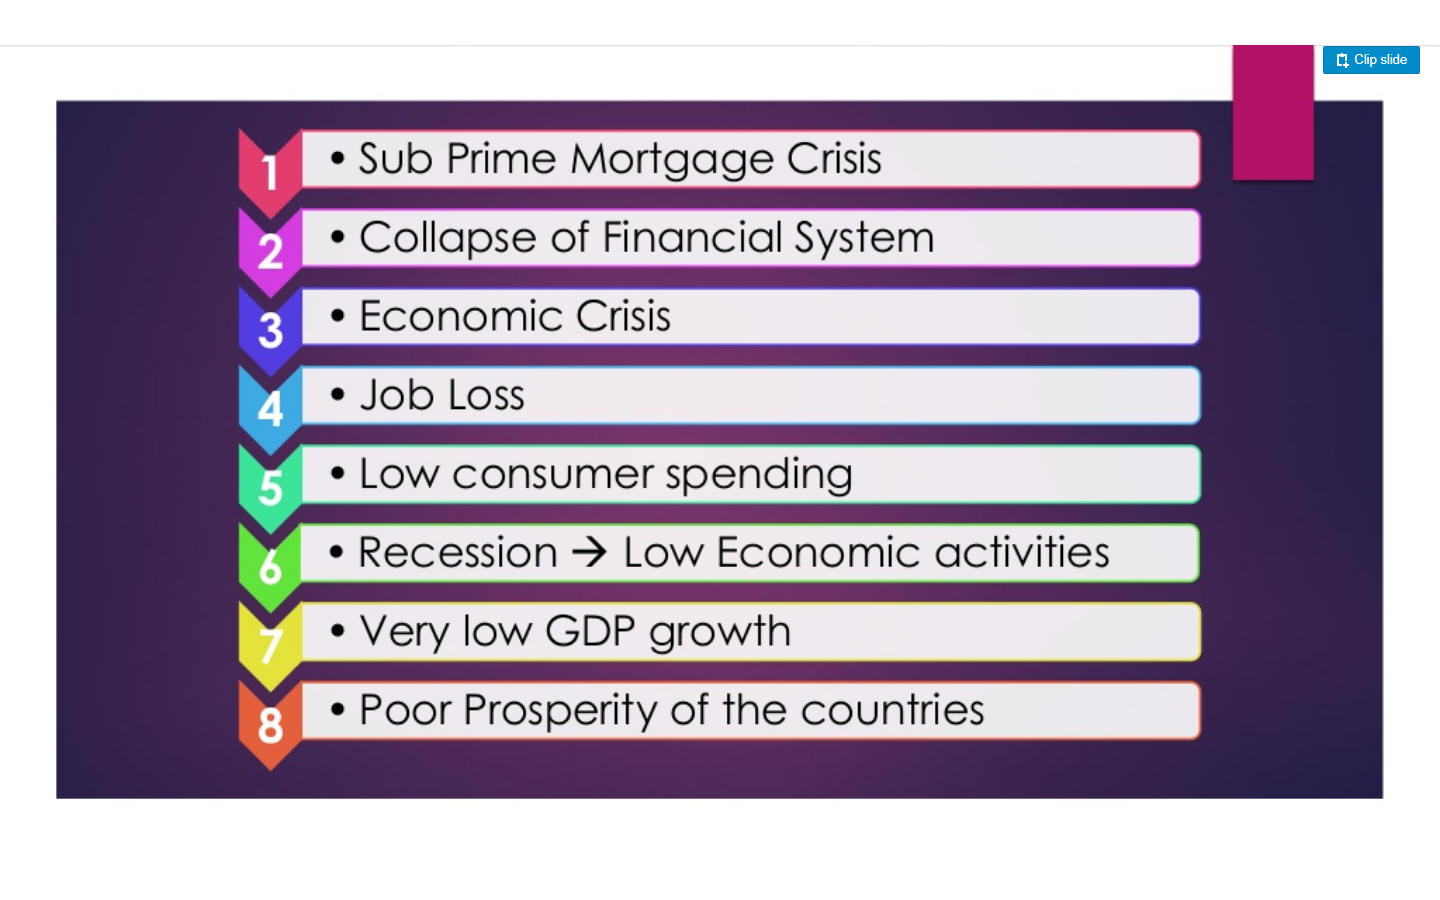 Clip slide
1 • Sub Prime Mortgage Crisis
2 • Collapse of Financial System
3 • Economic Crisis
4 • Job Loss
5 • Low consumer spending
6 • Recession → Low Economic activities
7 • Very low GDP growth
8 • Poor Prosperity of the countries